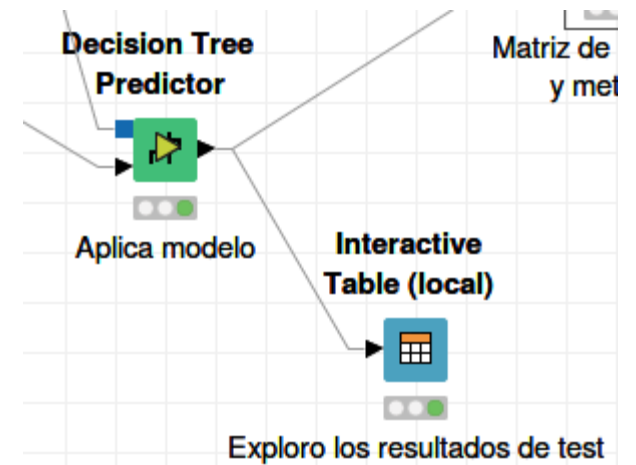 Decision Tree
Predictor
Matriz de
y met
Aplica modelo
Interactive
Table (local)
Exploro los resultados de test